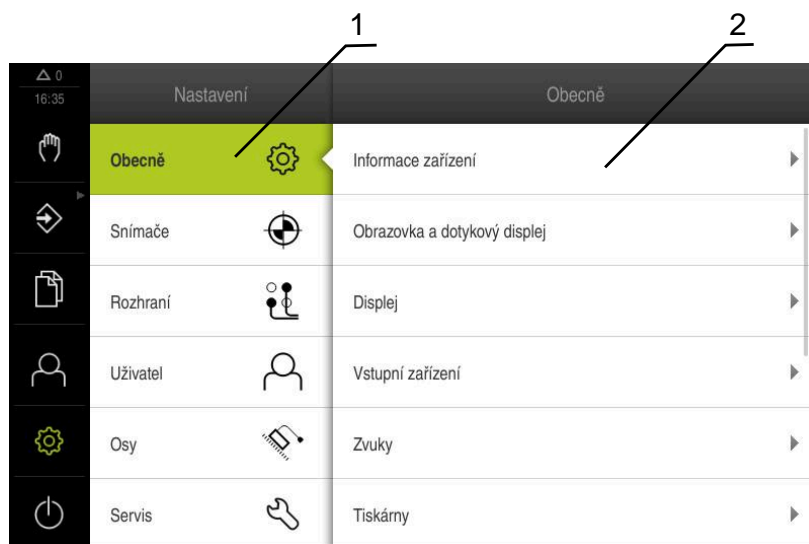 1
2
△ 0
16:35
Nastavení
Obecně
Obecně
Snímače
Rozhraní
Uživatel
Osy
Servis
Informace zařízení
Obrazovka a dotykový displej
Displej
Vstupní zařízení
Zvuky
Tiskárny